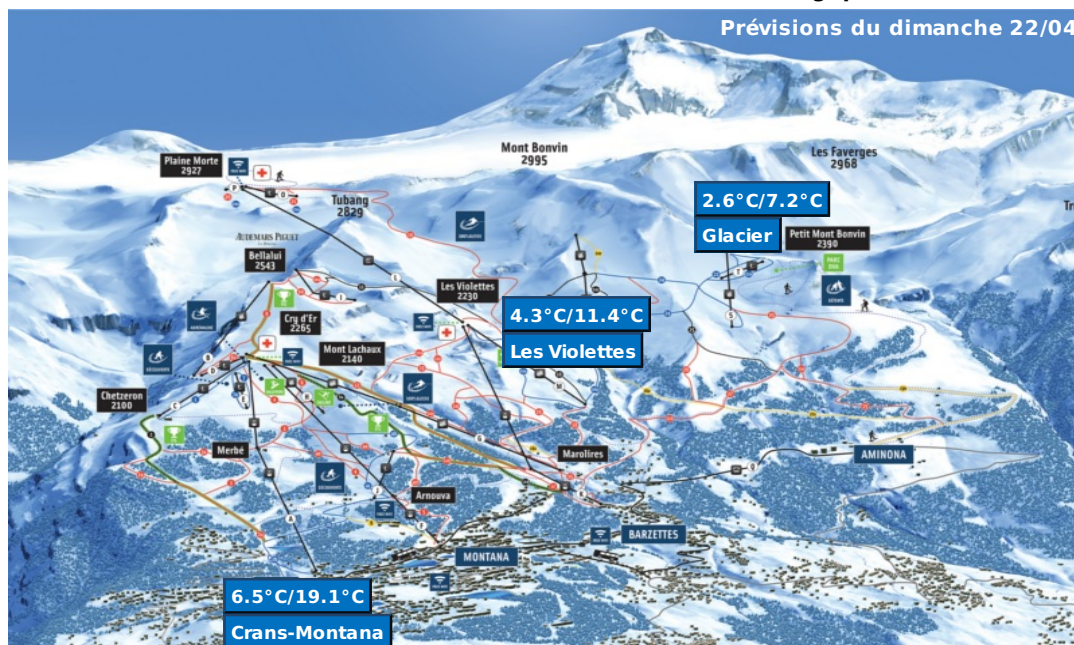 Prévisions du dimanche 22/04
Mont Bonvin
2995
Les Faverges
2968
Plaine Morte
2927
Tubang
2829
2.6°C/7.2°C
Glacier
Petit Mont Bonvin
2390
AUDEMARS PIGUET
Bellalui
2543
Les Violettes
2230
4.3°C/11.4°C
Les Violettes
Cry d'Er
2265
Mont Lachaux
2140
Chetzeron
2100
Merbé
Marolires
AMINONA
Arnouva
MONTANA
BARZETTES
6.5°C/19.1°C
Crans-Montana